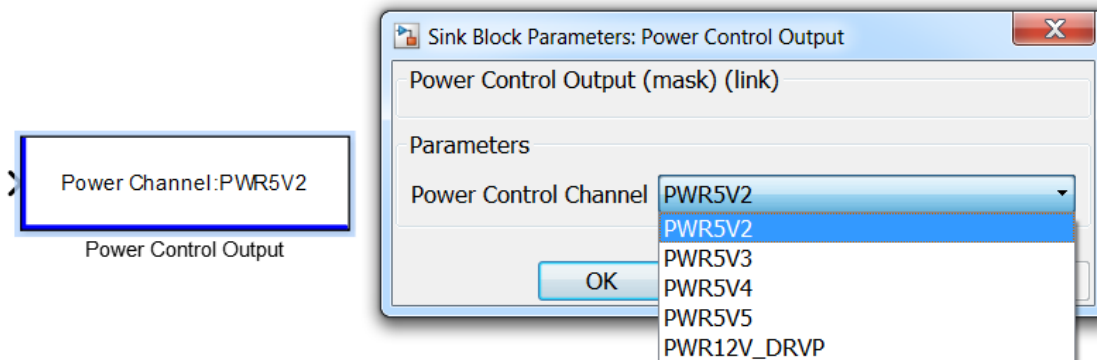 Power Channel:PWR5V2
Power Control Output
Sink Block Parameters: Power Control Output
Power Control Output (mask) (link)
Parameters
Power Control Channel PWR5V2
PWR5V2
PWR5V3
PWR5V4
PWR5V5
PWR12V_DRVP
OK